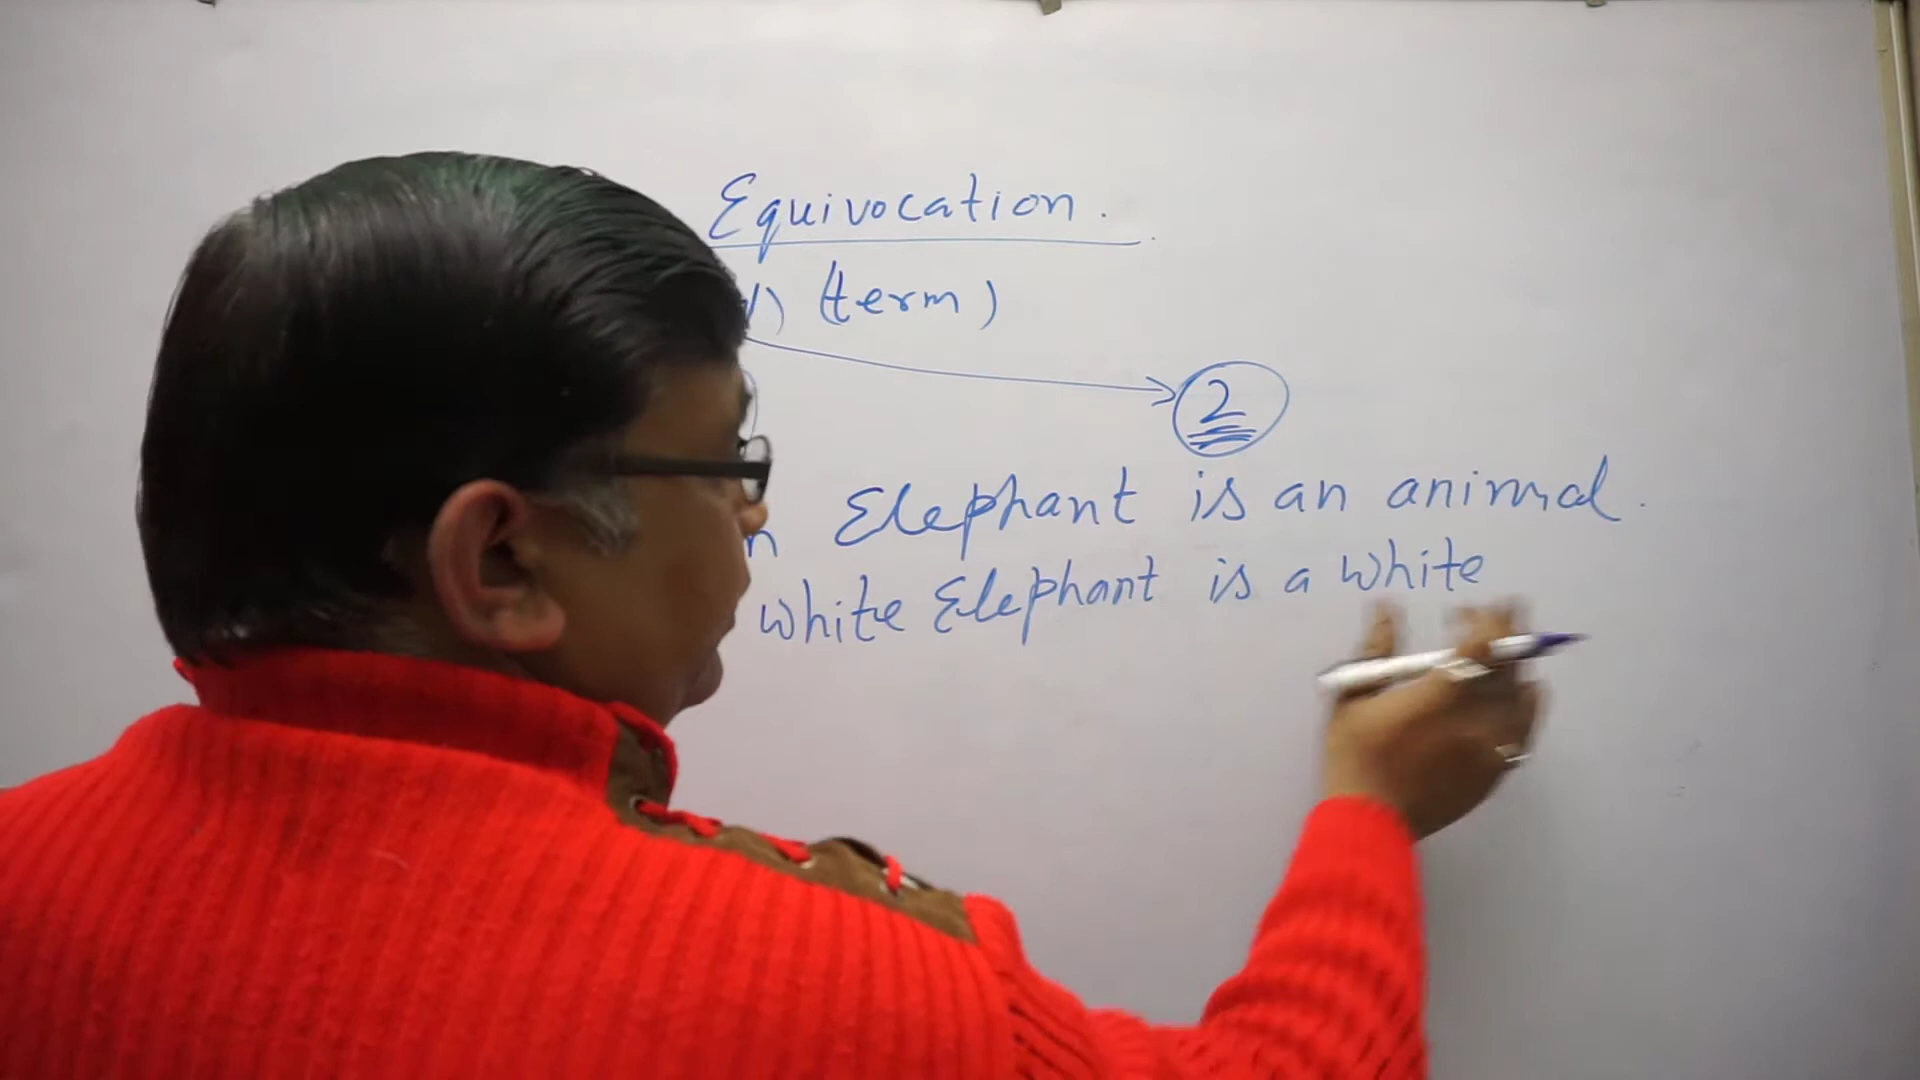 Equivocation.
(term)
2
Elephant is an animal.
White Elephant is a white